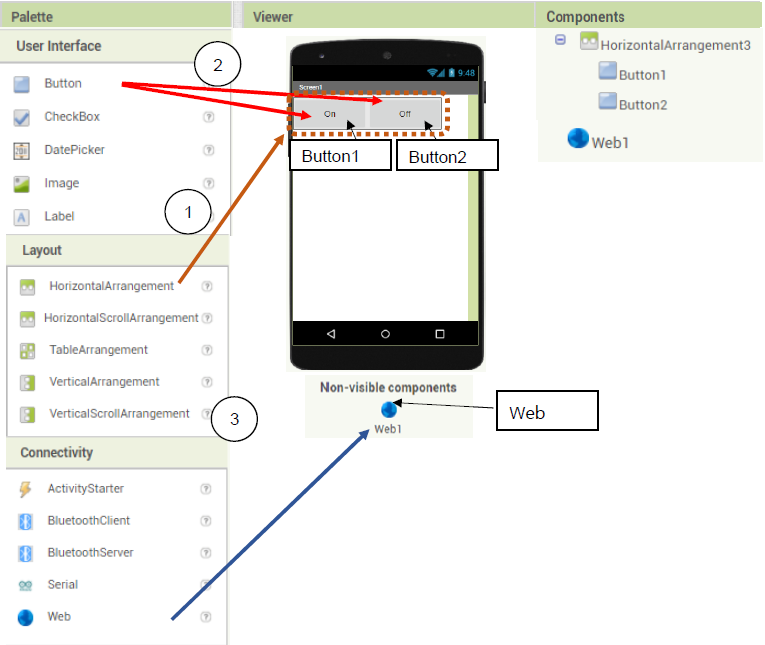 Palette
User Interface
Button
CheckBox
?
DatePicker
?
Image
?
A Label
?
Layout
HorizontalArrangement
?
HorizontalScrollArrangement
?
TableArrangement
?
VerticalArrangement
?
VerticalScrollArrangement
?
Connectivity
ActivityStarter
?
BluetoothClient
?
BluetoothServer
?
Serial
?
Web
?
2
1
3
Viewer
9:48
Screen1
On
Off
Button1
Button2
Non-visible components
Web1
Web
Components
HorizontalArrangement3
Button1
Button2
Web1